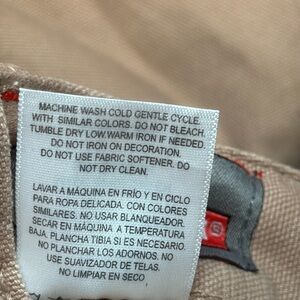 MACHINE WASH COLD GENTLE CYCLE
WITH SIMILAR COLORS. DO NOT BLEACH.
TUMBLE DRY LOW. WARM IRON IF NEEDED.
DO NOT IRON ON DECORATION.
DO NOT USE FABRIC SOFTENER. DO
NOT DRY CLEAN.
LAVAR A MÁQUINA EN FRÍO Y EN CICLO
PARA ROPA DELICADA. CON COLORES
SIMILARES. NO USAR BLANQUEADOR.
SECAR EN MÁQUINA A TEMPERATURA
BAJA. PLANCHA TIBIA SI ES NECESARIO.
NO PLANCHAR LOS ADORNOS. NO
USE SUAVIZADOR DE TELAS.
NO LIMPIAR EN SECO